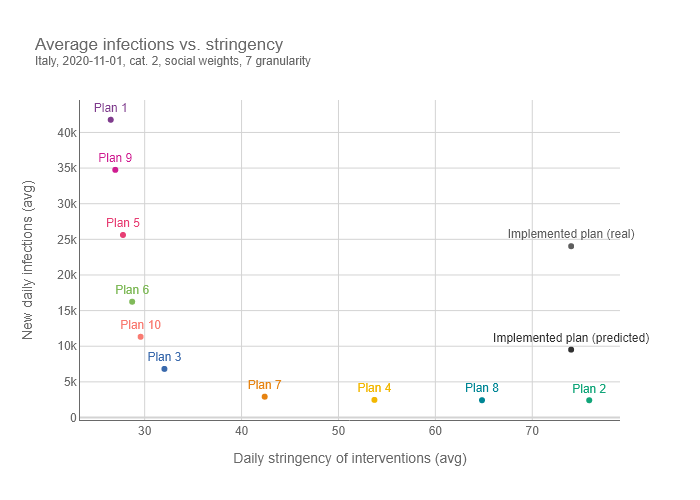 Average infections vs. stringency
Italy, 2020-11-01, cat. 2, social weights, 7 granularity
Plan 1
40k
Plan 9
35k
30k
Plan 5
Implemented plan (real)
25k
20k
Plan 6
15k
Plan 10
Implemented plan (predicted)
10k
Plan 3
5k
Plan 7
Plan 4
Plan 8
Plan 2
0
New daily infections (avg)
30
40
50
60
70
Daily stringency of interventions (avg)